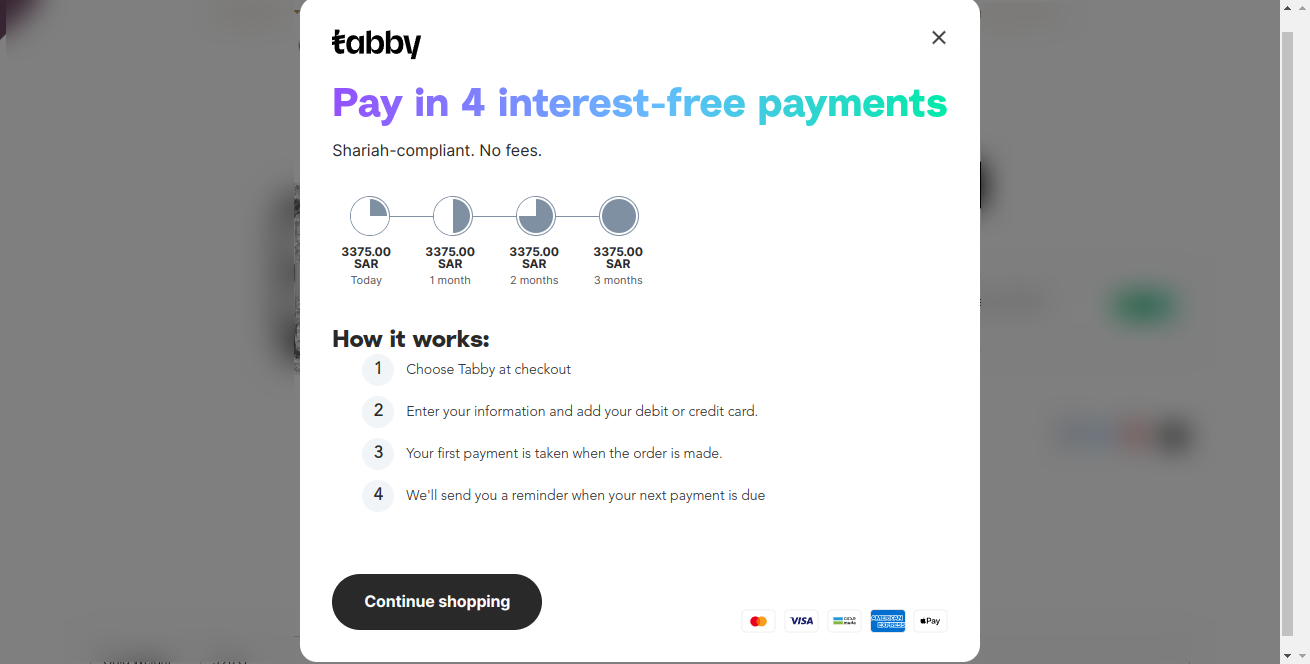 tabby
Pay in 4 interest-free payments
Shariah-compliant. No fees.
3375.00 3375.00 3375.00 3375.00
SAR SAR SAR SAR
Today 1 month 2 months 3 months
How it works:
1 Choose Tabby at checkout
2 Enter your information and add your debit or credit card.
3 Your first payment is taken when the order is made.
4 We'll send you a reminder when your next payment is due
Continue shopping
VISA mada AMERICAN EXPRESS Pay